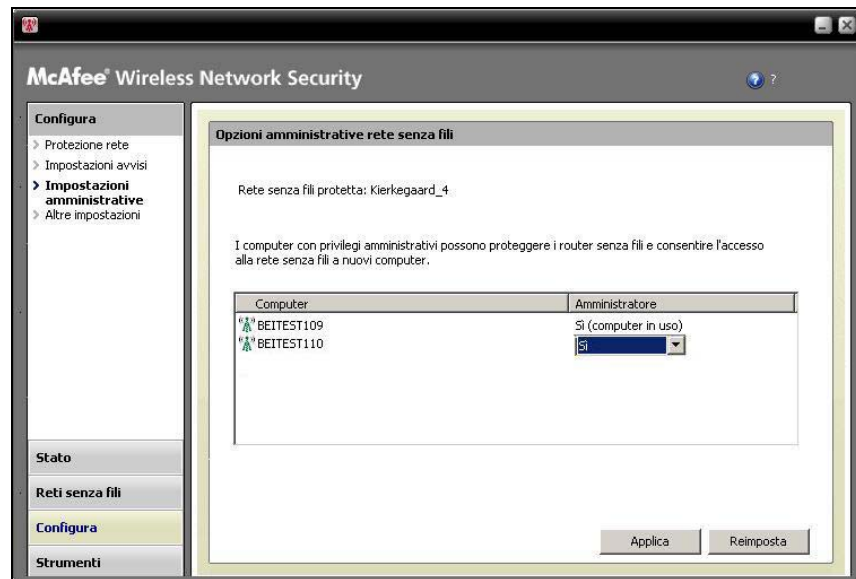 McAfee® Wireless Network Security
?
Configura
Protezione rete
Impostazioni avvisi
Impostazioni
amministrative
Altre impostazioni
Stato
Reti senza fili
Configura
Strumenti
Opzioni amministrative rete senza fili
Rete senza fili protetta: Kierkegaard_4
I computer con privilegi amministrativi possono proteggere i router senza fili e consentire l'accesso
alla rete senza fili a nuovi computer.
Computer Amministratore
BEITEST109 Sì (computer in uso)
BEITEST110 Sì
Applica Reimposta